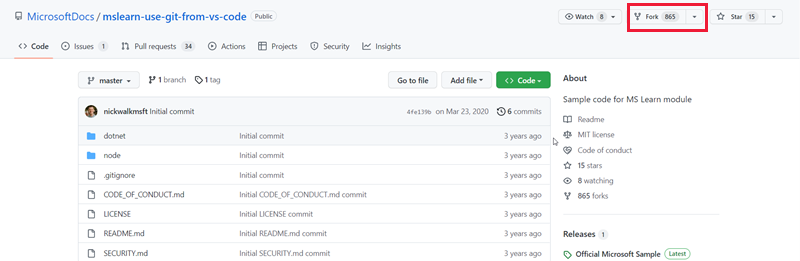 MicrosoftDocs / mslearn-use-git-from-vs-code Public Watch 8 Fork 865 Star 15
Code Issues 1 Pull requests 34 Actions Projects Security Insights
master 1 branch 1 tag Go to file Add file Code About
Sample code for MS Learn module
nickwalkmsft Initial commit 4fe139b on Mar 23, 2020 6 commits
Readme
dotnet Initial commit 3 years ago
MIT license
node Initial commit 3 years ago
Code of conduct
.gitignore Initial commit 3 years ago
15 stars
8 watching
CODE_OF_CONDUCT.md Initial CODE_OF_CONDUCT.md commit 3 years ago
865 forks
LICENSE Initial LICENSE commit 3 years ago
README.md Initial README.md commit 3 years ago
Releases 1
SECURITY.md Initial SECURITY.md commit 3 years ago
Official Microsoft Sample Latest